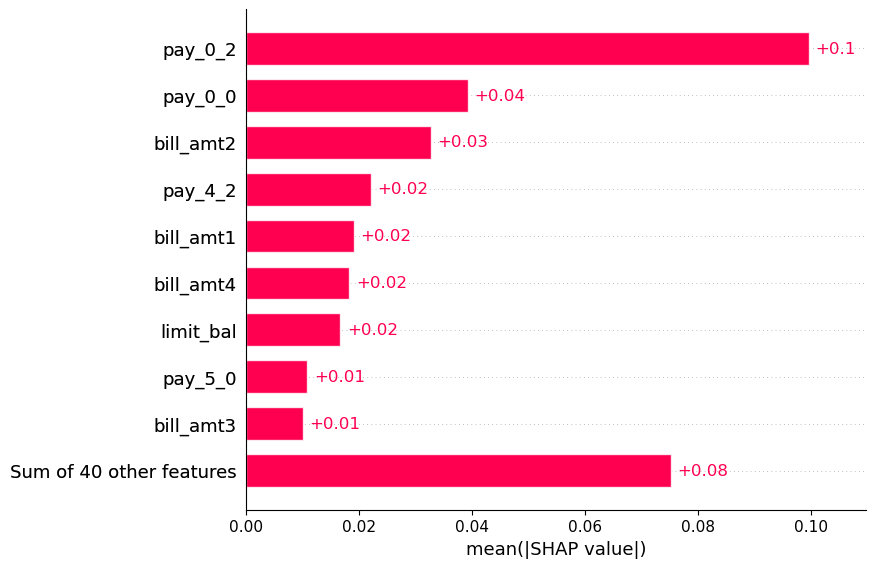 pay_0_2 +0.1
pay_0_0 +0.04
bill_amt2 +0.03
pay_4_2 +0.02
bill_amt1 +0.02
bill_amt4 +0.02
limit_bal +0.02
pay_5_0 +0.01
bill_amt3 +0.01
Sum of 40 other features +0.08
0.00 0.02 0.04 0.06 0.08 0.10
mean(|SHAP value|)